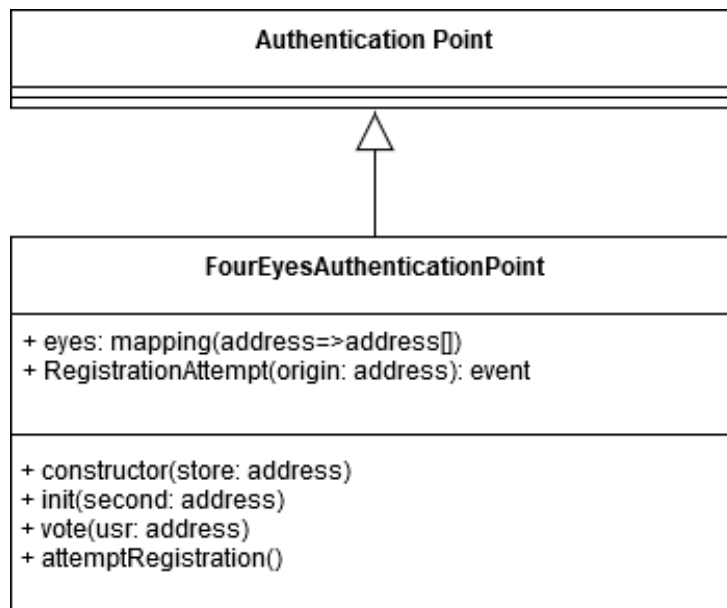 Authentication Point
FourEyesAuthenticationPoint
+ eyes: mapping(address=>address[])
+ RegistrationAttempt(origin: address): event
+ constructor(store: address)
+ init(second: address)
+ vote(usr: address)
+ attemptRegistration()